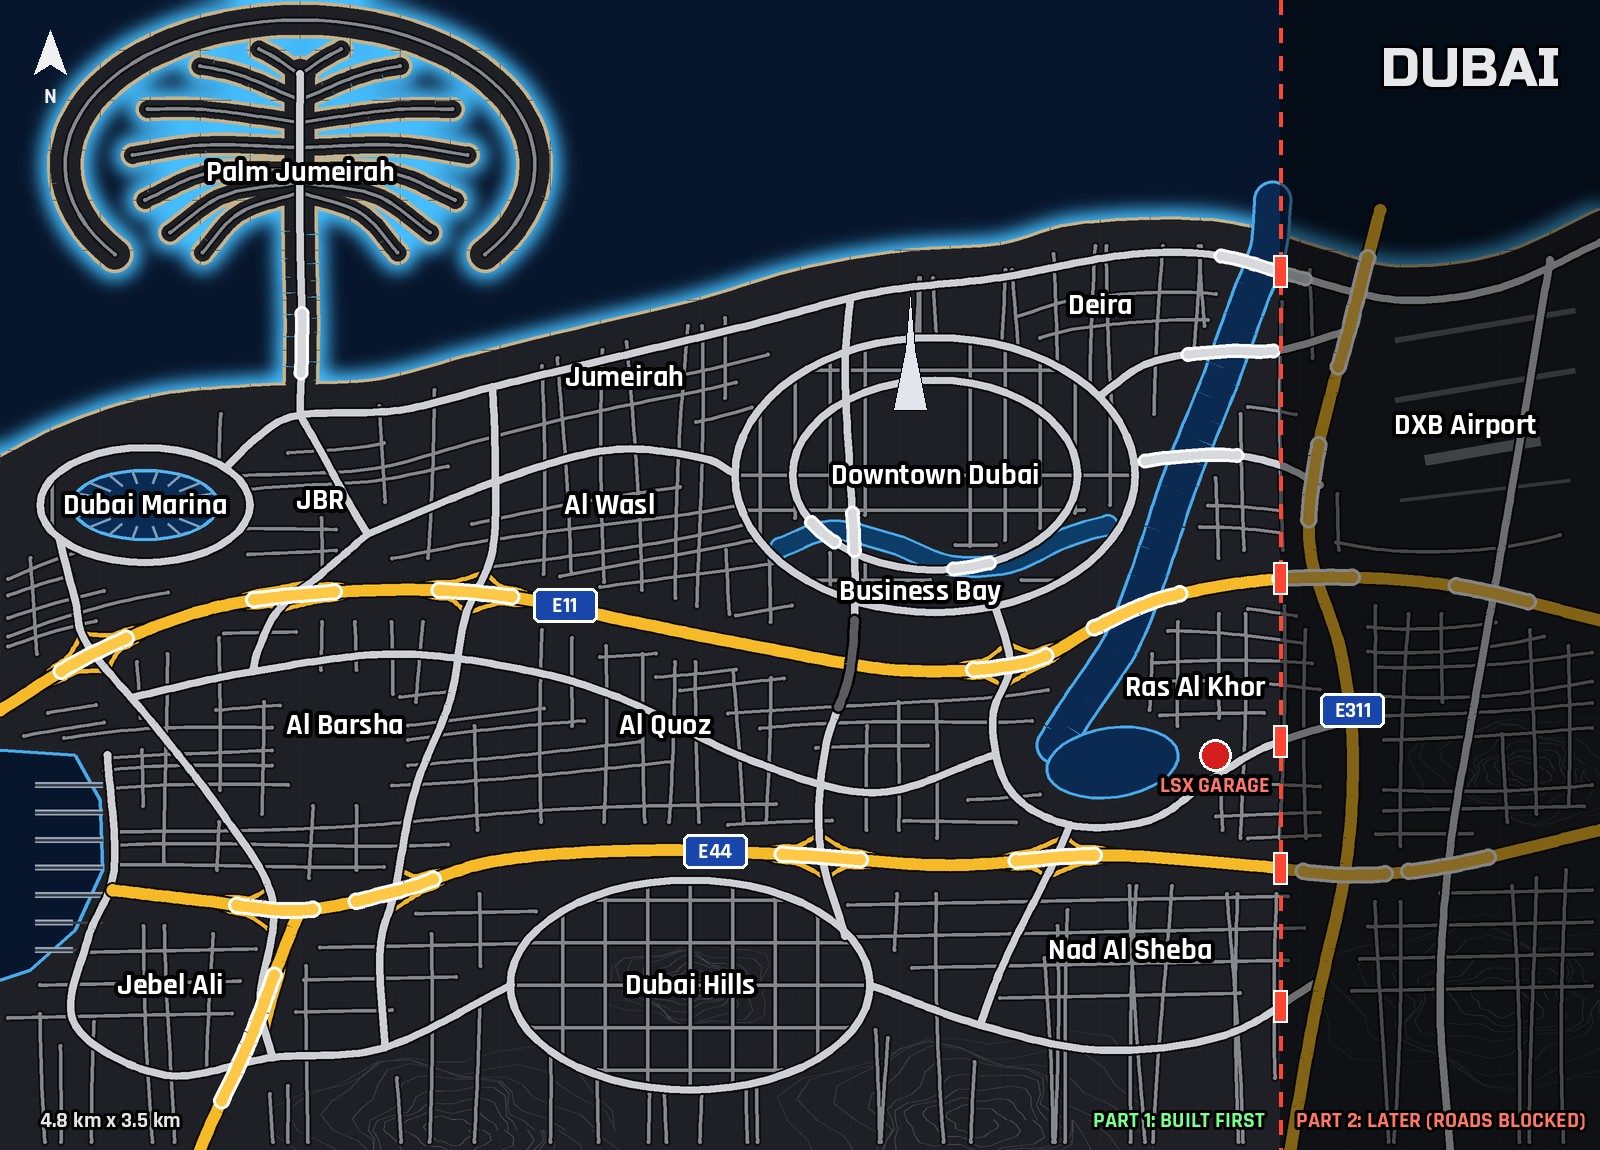 DUBAI
N
Palm Jumeirah
Deira
Jumeirah
DXB Airport
Downtown Dubai
JBR
Dubai Marina
Al Wasl
Business Bay
E11
Ras Al Khor
E311
Al Barsha
Al Quoz
LSX GARAGE
E44
Nad Al Sheba
Jebel Ali
Dubai Hills
4.8 km x 3.5 km
PART 1: BUILT FIRST
PART 2: LATER (ROADS BLOCKED)